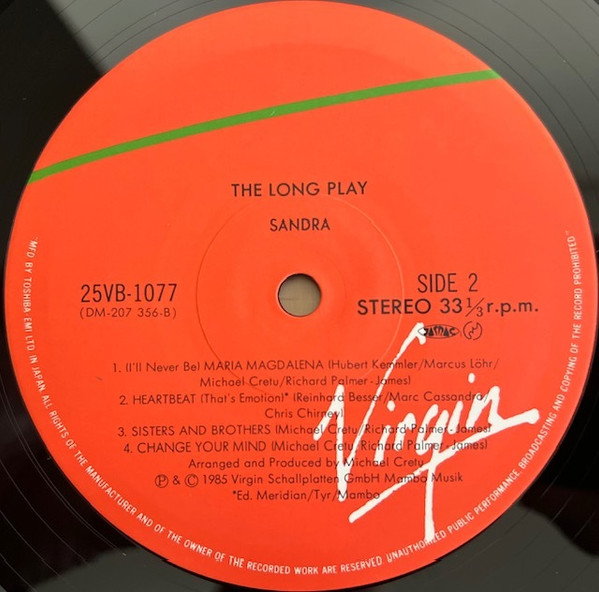 THE LONG PLAY
SANDRA
25VB-1077
(DM-207 356-B)
SIDE 2
STEREO 33 1/3 r.p.m.
JASRAC
1. II'll Never Be) MARIA MAGDALENA (Hubert Kemmler/Marcus Löhr/
Michael Cretu/Richard Palmer-James)
2. HEARTBEAT (That's Emotion)* (Reinhard Besser/Marc Cassandra/
Chris Chirney)
3. SISTERS AND BROTHERS (Michael Cretu/Richard Palmer-James)
4. CHANGE YOUR MIND (Michael Cretu/Richard Palmer-James)
Arranged and Produced by Michael Cretu
Ⓟ & © 1985 Virgin Schallplatten GmbH Mambo Musik
*Ed. Meridian/Tyr/Mambo
Virgin
"MFD BY TOSHIBA EMI LTD IN JAPAN ALL RIGHTS OF THE MANUFACTURER AND OF THE OWNER OF THE RECORDED WORK ARE RESERVED. UNAUTHORISED PUBLIC PERFORMANCE, BROADCASTING AND COPYING OF THE RECORD PROHIBITED"